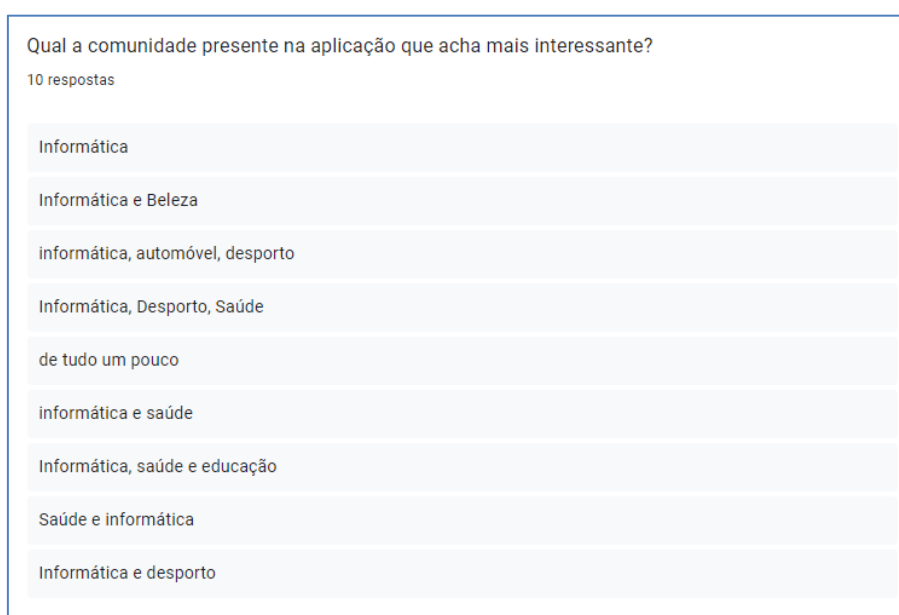 Qual a comunidade presente na aplicação que acha mais interessante?
10 respostas
Informática
Informática e Beleza
informática, automóvel, desporto
Informática, Desporto, Saúde
de tudo um pouco
informática e saúde
Informática, saúde e educação
Saúde e informática
Informática e desporto